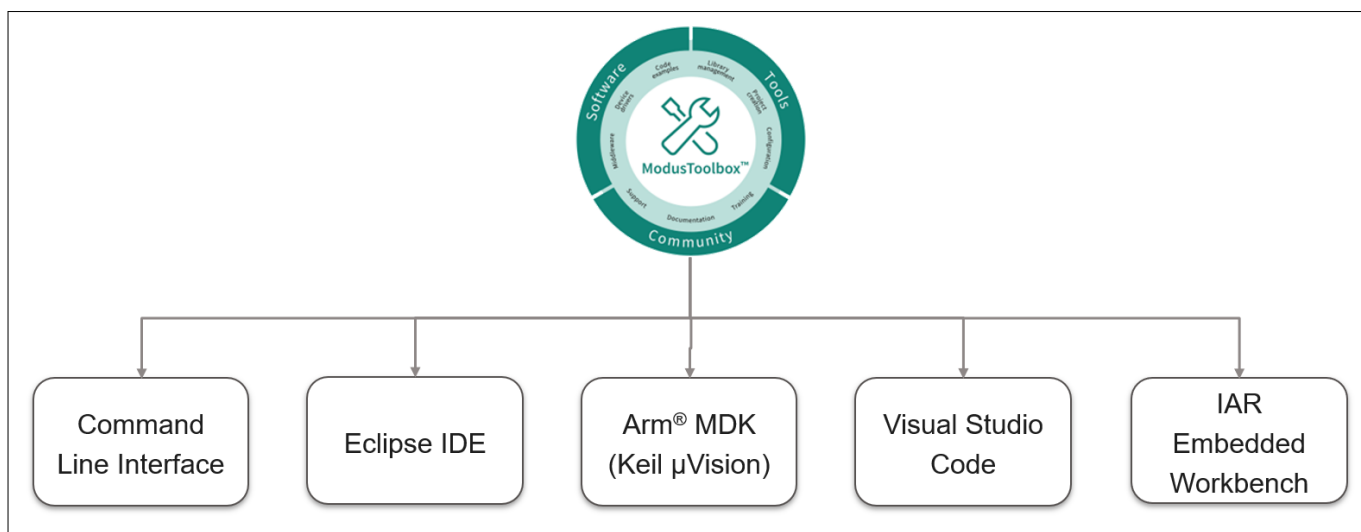 Software
Tools
Community
Code
examples
Library
management
Device
drivers
Project
creation
Middleware
Configuration
Support
Documentation
Training
ModusToolbox™
Command
Line Interface
Eclipse IDE
Arm® MDK
(Keil µVision)
Visual Studio
Code
IAR
Embedded
Workbench